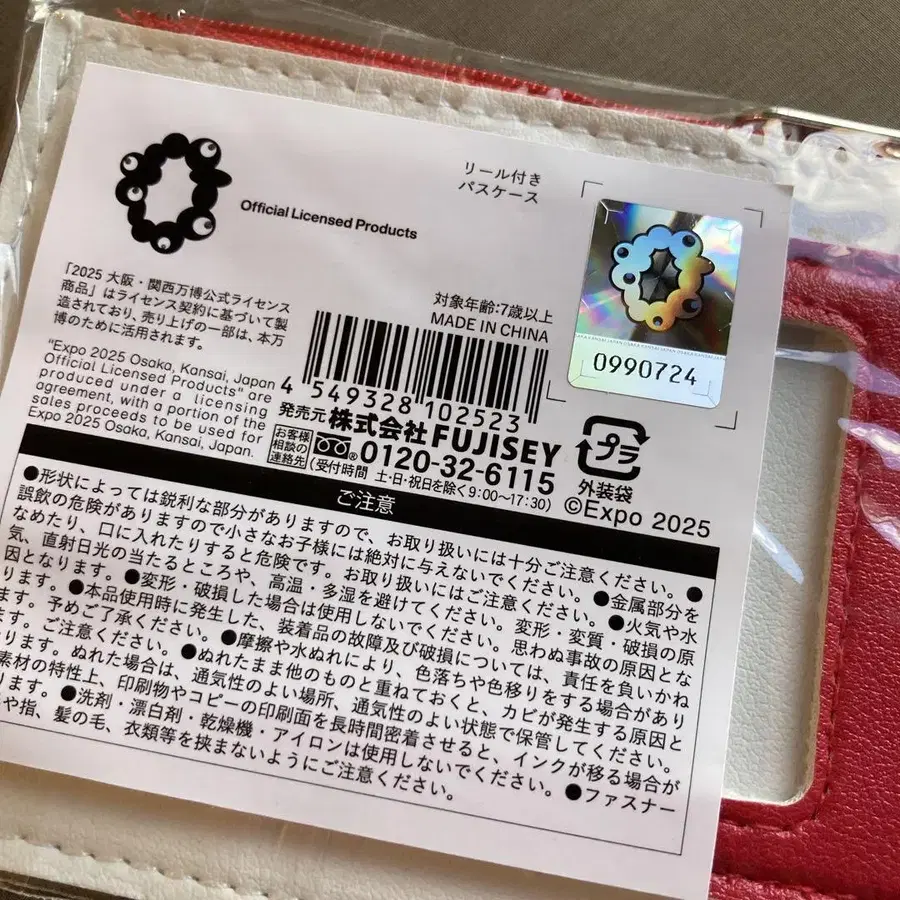 Official Licensed Products
リール付き
パスケース
「2025 大阪・関西万博公式ライセンス
商品」はライセンス契約に基づいて製
造されており、売り上げの一部は、本万
博のために活用されます。
"Expo 2025 Osaka, Kansai, Japan
Official Licensed Products" are
produced under a licensing
agreement, with a portion of the
sales proceeds to be used for
Expo 2025 Osaka, Kansai, Japan.
対象年齢:7歳以上
MADE IN CHINA
4 549328 102523
0990724
発売元 株式会社FUJISEY
お客様
相談の
連絡先
0120-32-6115
(受付時間 土・日・祝日を除く9:00〜17:30)
プラ
外装袋
©Expo 2025
ご注意
●形状によっては鋭利な部分がありますので、お取り扱いには十分ご注意ください。●
誤飲の危険がありますので小さなお子様には絶対に与えないでください。●金属部分を
なめたり、口に入れたりすると危険です。お取り扱いにはご注意ください。●火気や水
気、直射日光の当たるところや、高温・多湿を避けてください。変形・変質・破損の原
因となります。●変形・破損した場合は使用しないでください。思わぬ事故の原因とな
ります。●本品使用時に発生した、装着品の故障及び破損については、責任を負いかね
ます。予めご了承ください。●摩擦や水ぬれにより、色落ちや色移りをする場合があり
ます。ご注意ください。●ぬれたまま他のものと重ねておくと、カビが発生する原因と
なります。ぬれた場合は、通気性のよい場所、通気性のよい状態で保管してください。
素材の特性上、印刷物やコピーの印刷面を長時間密着させると、インクが移る場合が
ります。●洗剤・漂白剤・乾燥機・アイロンは使用しないでください。●ファスナー
や指、髪の毛、衣類等を挟まないようにご注意ください。